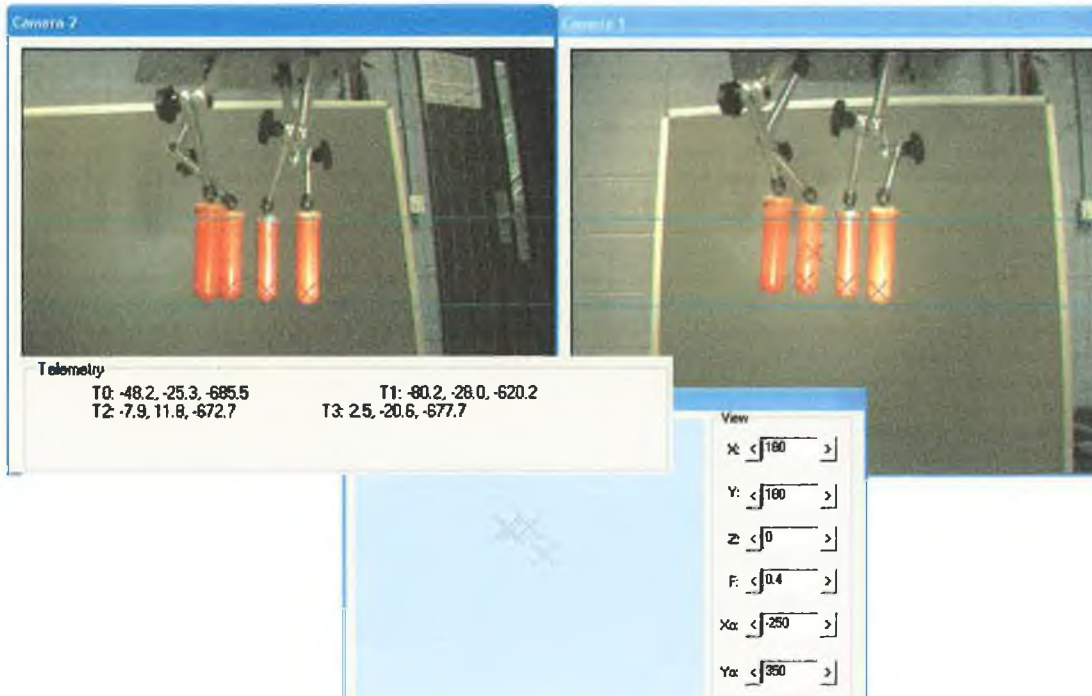 Camera 2
Camera 1
Telemetry
T0: -48.2, -25.3, -685.5
T1: -80.2, -28.0, -620.2
T2: -7.9, 11.8, -672.7
T3: 2.5, -20.6, -677.7
View
X: < 180 >
Y: < 180 >
Z: < 0 >
F: < 0.4 >
Xα: < -250 >
Yα: < 350 >